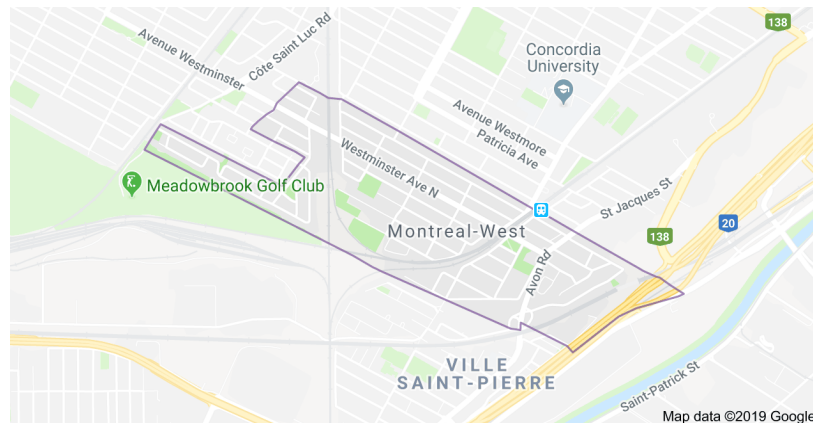 138
Avenue Westminster
Côte Saint Luc Rd
Concordia
University
Avenue Westmore
Patricia Ave
Westminster Ave N
Meadowbrook Golf Club
St Jacques St
Montreal-West
138
20
Avon Rd
VILLE
SAINT-PIERRE
Saint-Patrick St
Map data ©2019 Google